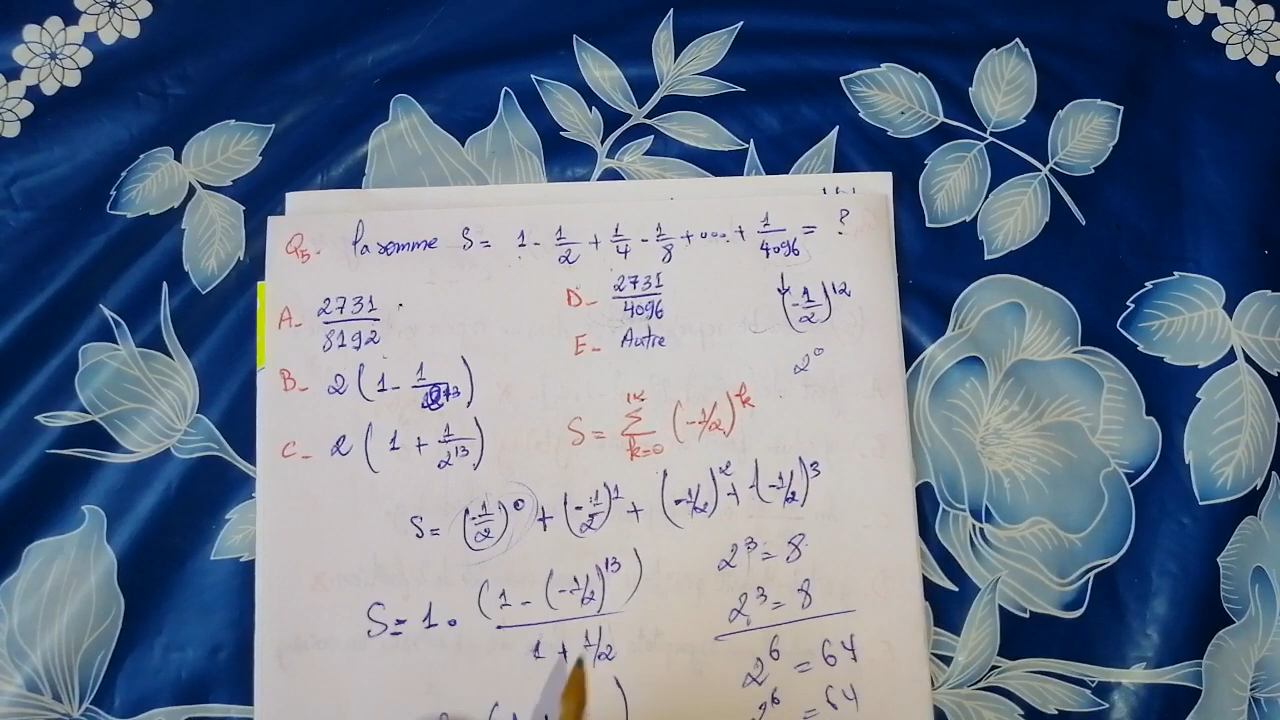 Q5. la somme S = 1 - 1/2 + 1/4 - 1/8 + .... + 1/4096 = ?
A- 2731/8192
D- 2731/4096
(-1/2)^12
E- Autre
2^0
B- 2 (1 - 1/2^13)
C- 2 (1 + 1/2^13)
S = Σ k=0 (-1/2)^k
S = (-1/2)^0 + (-1/2)^1 + (-1/2)^2 + (-1/2)^3
S = 1 . (1 - (-1/2)^13) / 1 + 1/2
2^3 = 8
2^3 = 8
2^6 = 64
2^6 = 64